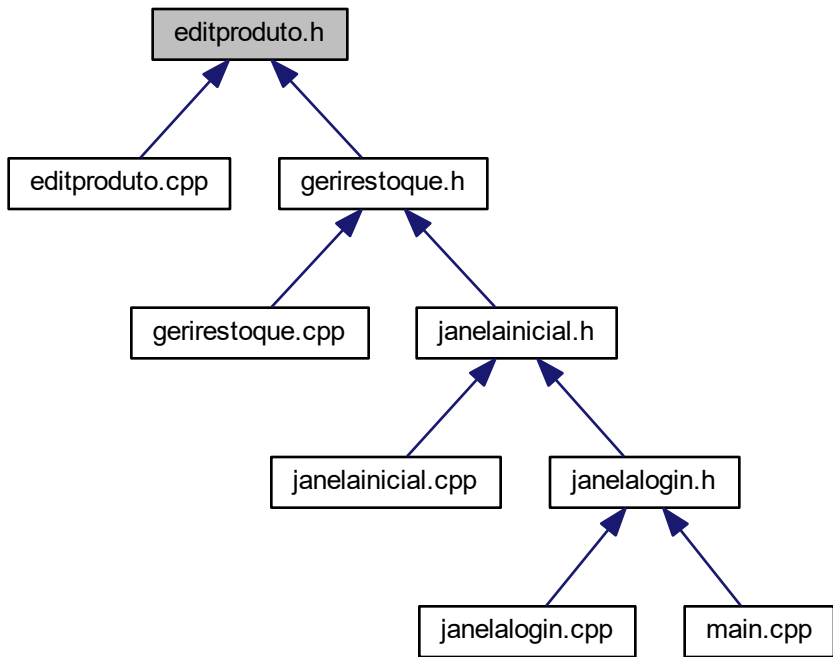 editproduto.h
editproduto.cpp
gerirestoque.h
gerirestoque.cpp
janelainicial.h
janelainicial.cpp
janelalogin.h
janelalogin.cpp
main.cpp